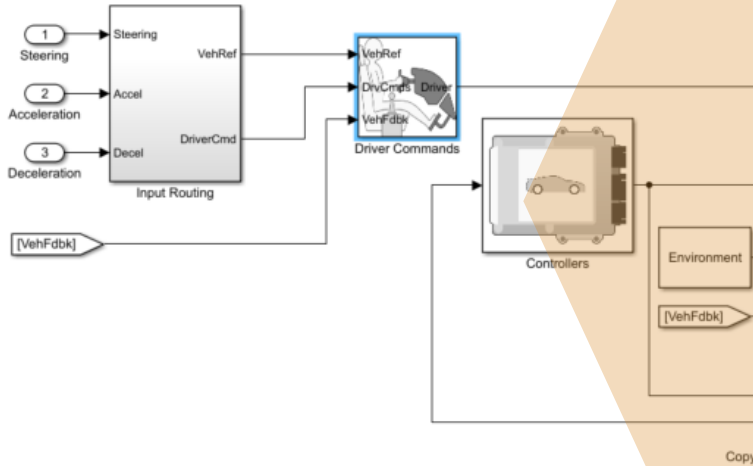 1
Steering
2
Acceleration
3
Deceleration
Steering
Accel
Decel
VehRef
DriverCmd
Input Routing
[VehFdbk]
VehRef
DrvCmds
VehFdbk
Driver
Driver Commands
Controllers
Environment
[VehFdbk]
Copy